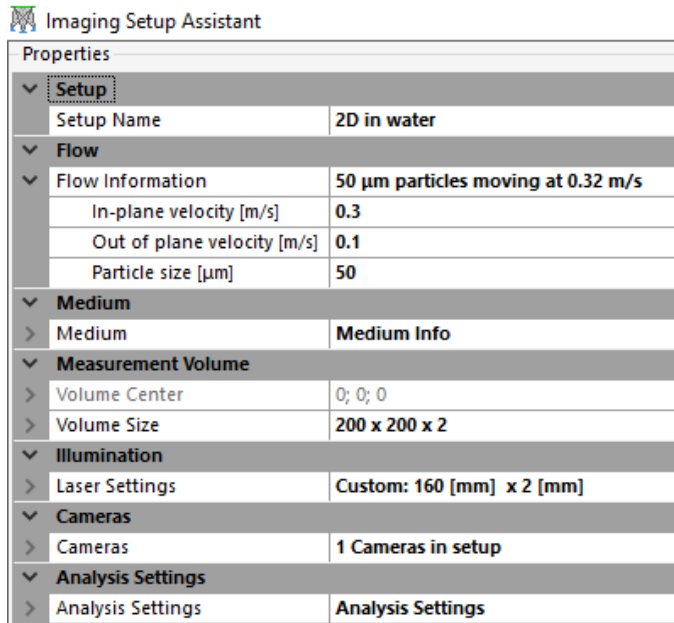 Imaging Setup Assistant
Properties
Setup
Setup Name 2D in water
Flow
Flow Information 50 µm particles moving at 0.32 m/s
In-plane velocity [m/s] 0.3
Out of plane velocity [m/s] 0.1
Particle size [µm] 50
Medium
Medium Medium Info
Measurement Volume
Volume Center 0; 0; 0
Volume Size 200 x 200 x 2
Illumination
Laser Settings Custom: 160 [mm] x 2 [mm]
Cameras
Cameras 1 Cameras in setup
Analysis Settings
Analysis Settings Analysis Settings